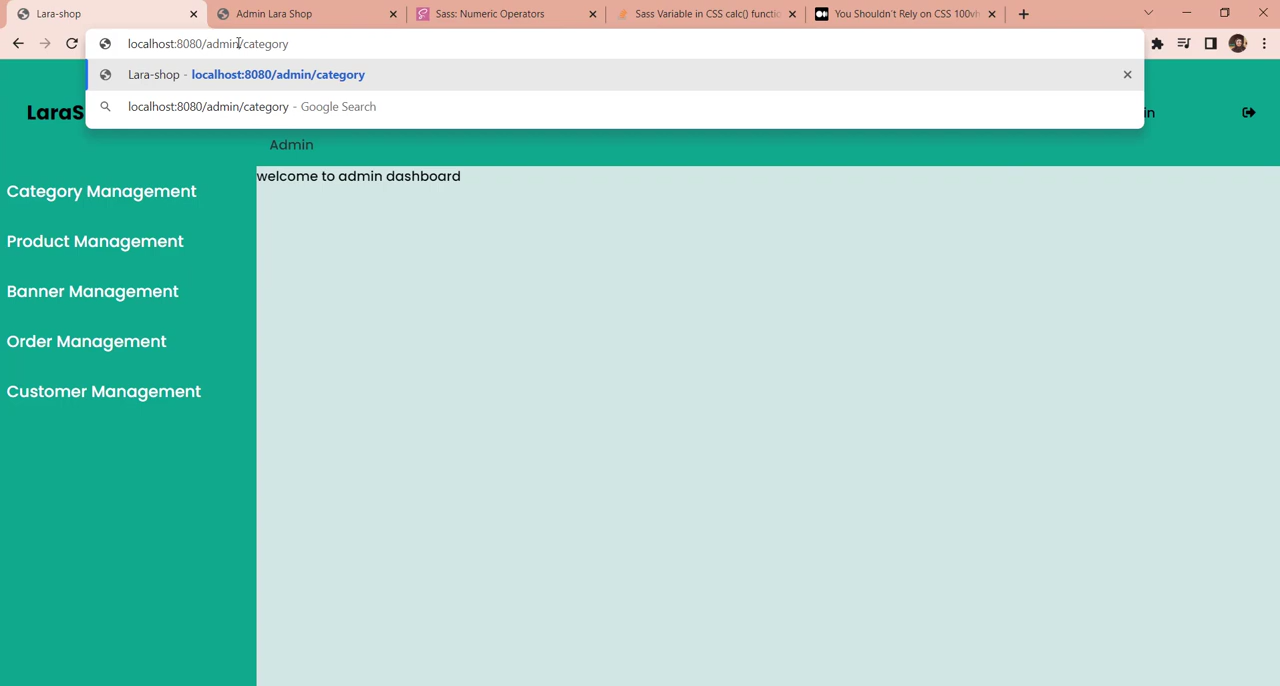 Lara-shop
Admin Lara Shop
Sass: Numeric Operators
Sass Variable in CSS calc() functio
You Shouldn't Rely on CSS 100vh
localhost:8080/admin/category
Lara-shop - localhost:8080/admin/category
localhost:8080/admin/category - Google Search
LaraS
in
Admin
welcome to admin dashboard
Category Management
Product Management
Banner Management
Order Management
Customer Management